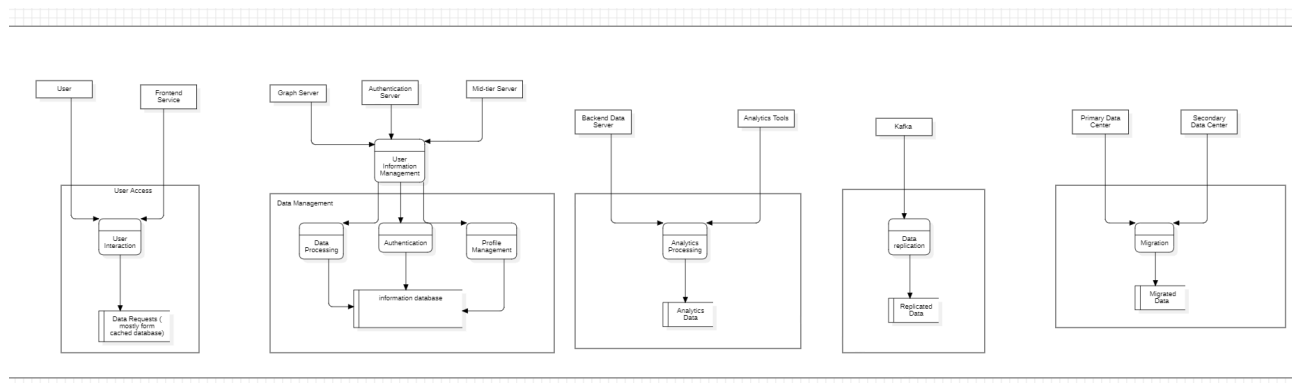 User
Frontend
Service
Graph Server
Authentication
Server
Mid-tier Server
Backend Data
Server
Analytics Tools
Kafka
Primary Data
Center
Secondary
Data Center
User
Information
Management
User Access
Data Management
User
Interaction
Data
Processing
Authentication
Profile
Management
Analytics
Processing
Data
replication
Migration
Data Requests (
mostly form
cached database)
information database
Analytics
Data
Replicated
Data
Migrated
Data